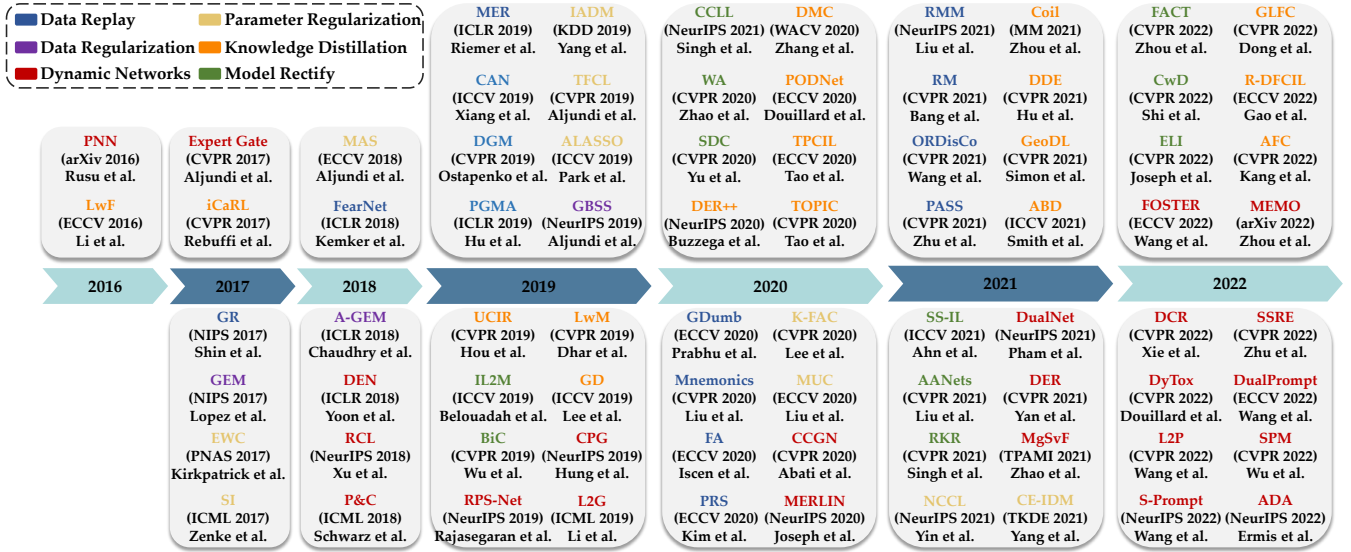 Data Replay
Parameter Regularization
Data Regularization
Knowledge Distillation
Dynamic Networks
Model Rectify
PNN
(arXiv 2016)
Rusu et al.
LwF
(ECCV 2016)
Li et al.
Expert Gate
(CVPR 2017)
Aljundi et al.
iCaRL
(CVPR 2017)
Rebuffi et al.
MAS
(ECCV 2018)
Aljundi et al.
FearNet
(ICLR 2018)
Kemker et al.
MER
(ICLR 2019)
Riemer et al.
CAN
(ICCV 2019)
Xiang et al.
DGM
(CVPR 2019)
Ostapenko et al.
PGMA
(ICLR 2019)
Hu et al.
IADM
(KDD 2019)
Yang et al.
TFCL
(CVPR 2019)
Aljundi et al.
ALASSO
(ICCV 2019)
Park et al.
GBSS
(NeurIPS 2019)
Aljundi et al.
CCLL
(NeurIPS 2021)
Singh et al.
WA
(CVPR 2020)
Zhao et al.
SDC
(CVPR 2020)
Yu et al.
DER++
(NeurIPS 2020)
Buzzega et al.
DMC
(WACV 2020)
Zhang et al.
PODNet
(ECCV 2020)
Douillard et al.
TPCIL
(ECCV 2020)
Tao et al.
TOPIC
(CVPR 2020)
Tao et al.
RMM
(NeurIPS 2021)
Liu et al.
RM
(CVPR 2021)
Bang et al.
ORDisCo
(CVPR 2021)
Wang et al.
PASS
(CVPR 2021)
Zhu et al.
Coil
(MM 2021)
Zhou et al.
DDE
(CVPR 2021)
Hu et al.
GeoDL
(CVPR 2021)
Simon et al.
ABD
(ICCV 2021)
Smith et al.
FACT
(CVPR 2022)
Zhou et al.
CwD
(CVPR 2022)
Shi et al.
ELI
(CVPR 2022)
Joseph et al.
FOSTER
(ECCV 2022)
Wang et al.
GLFC
(CVPR 2022)
Dong et al.
R-DFCIL
(ECCV 2022)
Gao et al.
AFC
(CVPR 2022)
Kang et al.
MEMO
(arXiv 2022)
Zhou et al.
2016
2017
2018
2019
2020
2021
2022
GR
(NIPS 2017)
Shin et al.
GEM
(NIPS 2017)
Lopez et al.
EWC
(PNAS 2017)
Kirkpatrick et al.
SI
(ICML 2017)
Zenke et al.
A-GEM
(ICLR 2018)
Chaudhry et al.
DEN
(ICLR 2018)
Yoon et al.
RCL
(NeurIPS 2018)
Xu et al.
P&C
(ICML 2018)
Schwarz et al.
UCIR
(CVPR 2019)
Hou et al.
IL2M
(ICCV 2019)
Belouadah et al.
BiC
(CVPR 2019)
Wu et al.
RPS-Net
(NeurIPS 2019)
Rajasegaran et al.
LwM
(CVPR 2019)
Dhar et al.
GD
(ICCV 2019)
Lee et al.
CPG
(NeurIPS 2019)
Hung et al.
L2G
(ICML 2019)
Li et al.
GDumb
(ECCV 2020)
Prabhu et al.
Mnemonics
(CVPR 2020)
Liu et al.
FA
(ECCV 2020)
Iscen et al.
PRS
(ECCV 2020)
Kim et al.
K-FAC
(CVPR 2020)
Lee et al.
MUC
(ECCV 2020)
Liu et al.
CCGN
(CVPR 2020)
Abati et al.
MERLIN
(NeurIPS 2020)
Joseph et al.
SS-IL
(ICCV 2021)
Ahn et al.
AANets
(CVPR 2021)
Liu et al.
RKR
(CVPR 2021)
Singh et al.
NCCL
(NeurIPS 2021)
Yin et al.
DualNet
(NeurIPS 2021)
Pham et al.
DER
(CVPR 2021)
Yan et al.
MgSvF
(TPAMI 2021)
Zhao et al.
CE-IDM
(TKDE 2021)
Yang et al.
DCR
(CVPR 2022)
Xie et al.
DyTox
(CVPR 2022)
Douillard et al.
L2P
(CVPR 2022)
Wang et al.
S-Prompt
(NeurIPS 2022)
Wang et al.
SSRE
(CVPR 2022)
Zhu et al.
DualPrompt
(ECCV 2022)
Wang et al.
SPM
(CVPR 2022)
Wu et al.
ADA
(NeurIPS 2022)
Ermis et al.